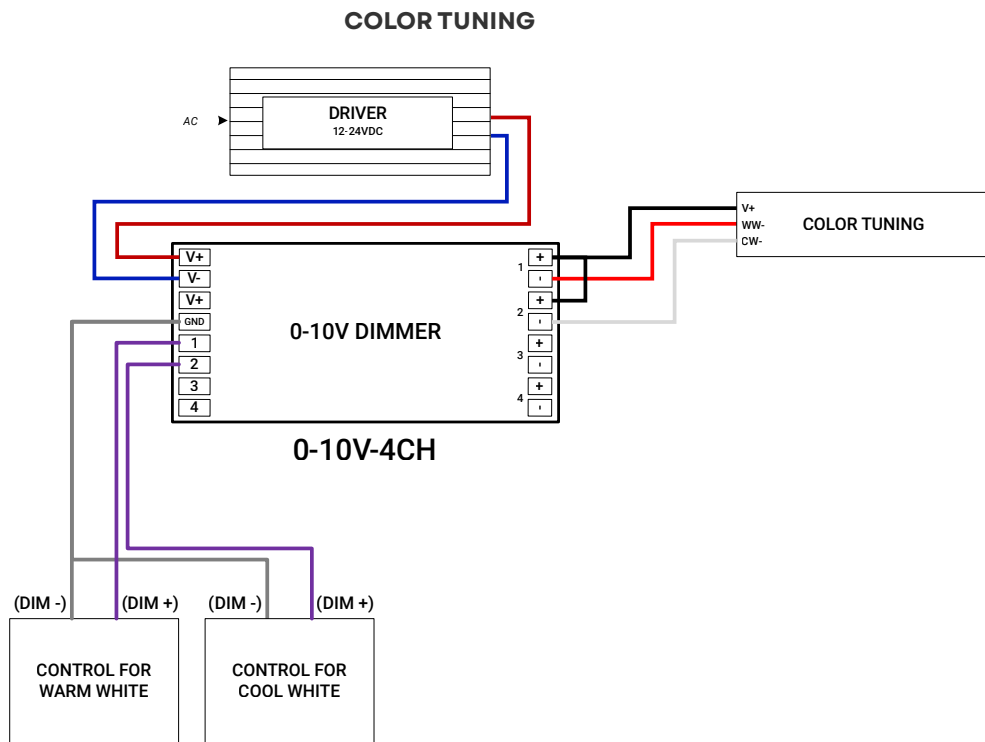 COLOR TUNING
DRIVER
12-24VDC
AC
V+
WW-
CW-
COLOR TUNING
V+
V-
V+
GND
1
2
3
4
0-10V DIMMER
1
+
-
2
+
-
3
+
-
4
+
-
0-10V-4CH
(DIM -) (DIM +) (DIM -) (DIM +)
CONTROL FOR
WARM WHITE
CONTROL FOR
COOL WHITE